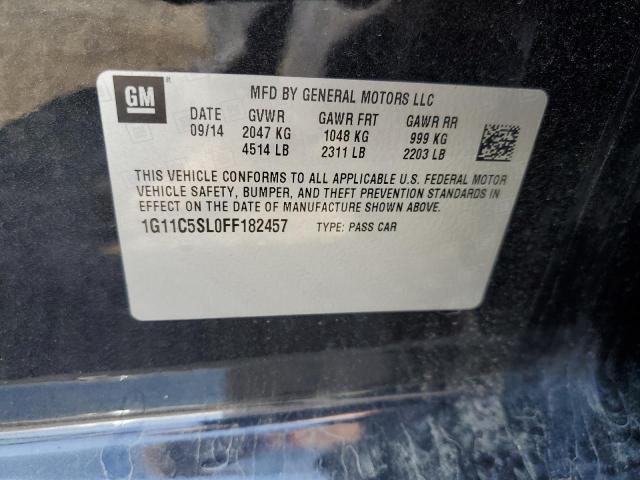 GM
MFD BY GENERAL MOTORS LLC
DATE GVWR GAWR FRT GAWR RR
09/14 2047 KG 1048 KG 999 KG
4514 LB 2311 LB 2203 LB
THIS VEHICLE CONFORMS TO ALL APPLICABLE U.S. FEDERAL MOTOR
VEHICLE SAFETY, BUMPER, AND THEFT PREVENTION STANDARDS IN
EFFECT ON THE DATE OF MANUFACTURE SHOWN ABOVE.
1G11C5SL0FF182457 TYPE: PASS CAR